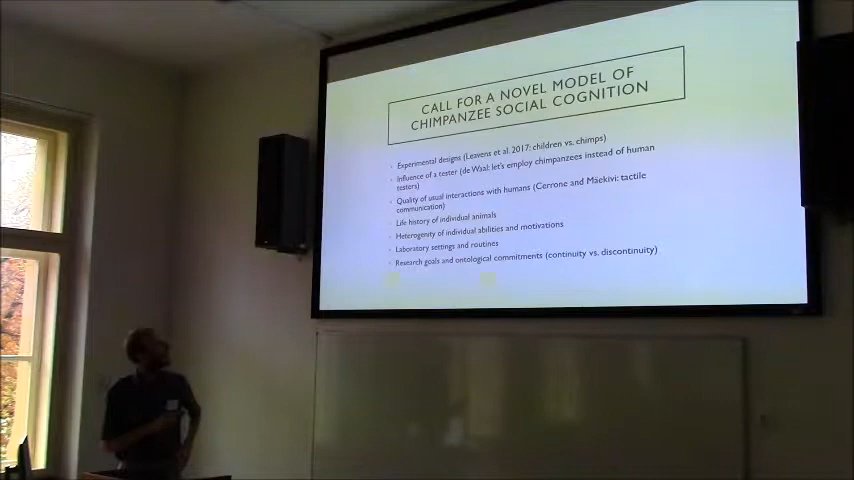 CALL FOR A NOVEL MODEL OF
CHIMPANZEE SOCIAL COGNITION
Experimental designs (Leavens et al. 2017: children vs. chimps)
Influence of a tester (de Waal: let's employ chimpanzees instead of human
testers)
Quality of usual interactions with humans (Cerrone and Mäekivi: tactile
communication)
Life history of individual animals
Heterogenity of individual abilities and motivations
Laboratory settings and routines
Research goals and ontological commitments (continuity vs. discontinuity)